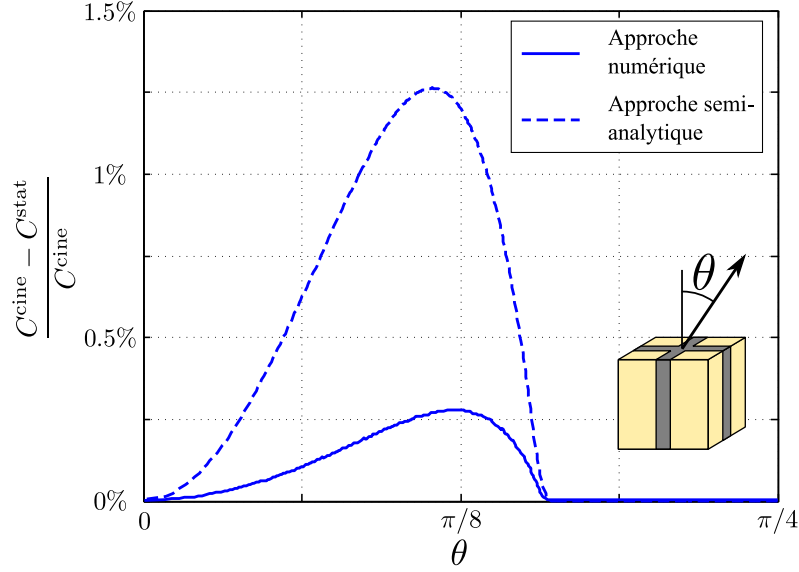 1.5%
Approche
numérique
Approche semi-
analytique
1%
C^cine − C^stat
C^cine
θ
0.5%
0%
0
π/8
π/4
θ